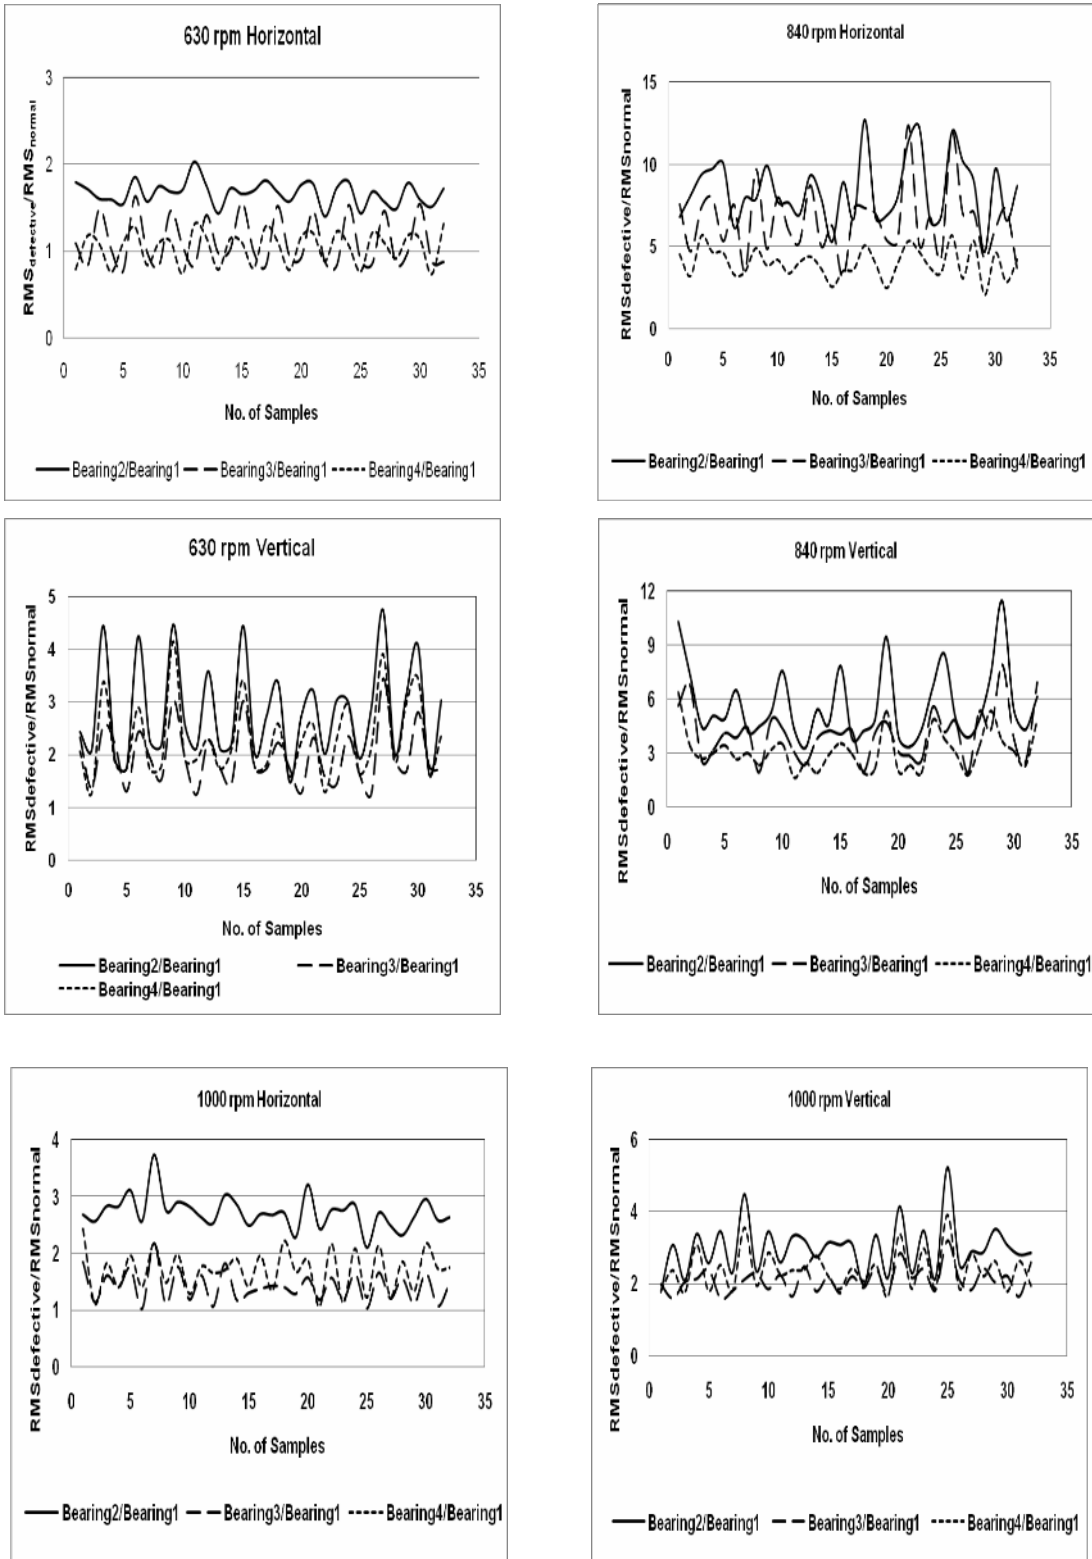 630 rpm Horizontal
RMSdefective/RMSnormal
3
2
1
0
0 5 10 15 20 25 30 35
No. of Samples
Bearing2/Bearing1 Bearing3/Bearing1 Bearing4/Bearing1
840 rpm Horizontal
RMSdefective/RMSnormal
15
10
5
0
0 5 10 15 20 25 30 35
No. of Samples
Bearing2/Bearing1 Bearing3/Bearing1 Bearing4/Bearing1
630 rpm Vertical
RMSdefective/RMSnormal
5
4
3
2
1
0
0 5 10 15 20 25 30 35
No. of Samples
Bearing2/Bearing1 Bearing3/Bearing1
Bearing4/Bearing1
840 rpm Vertical
RMSdefective/RMSnormal
12
9
6
3
0
0 5 10 15 20 25 30 35
No. of Samples
Bearing2/Bearing1 Bearing3/Bearing1 Bearing4/Bearing1
1000 rpm Horizontal
RMSdefective/RMSnormal
4
3
2
1
0
0 5 10 15 20 25 30 35
No. of Samples
Bearing2/Bearing1 Bearing3/Bearing1 Bearing4/Bearing1
1000 rpm Vertical
RMSdefective/RMSnormal
6
4
2
0
0 5 10 15 20 25 30 35
No. of Samples
Bearing2/Bearing1 Bearing3/Bearing1 Bearing4/Bearing1